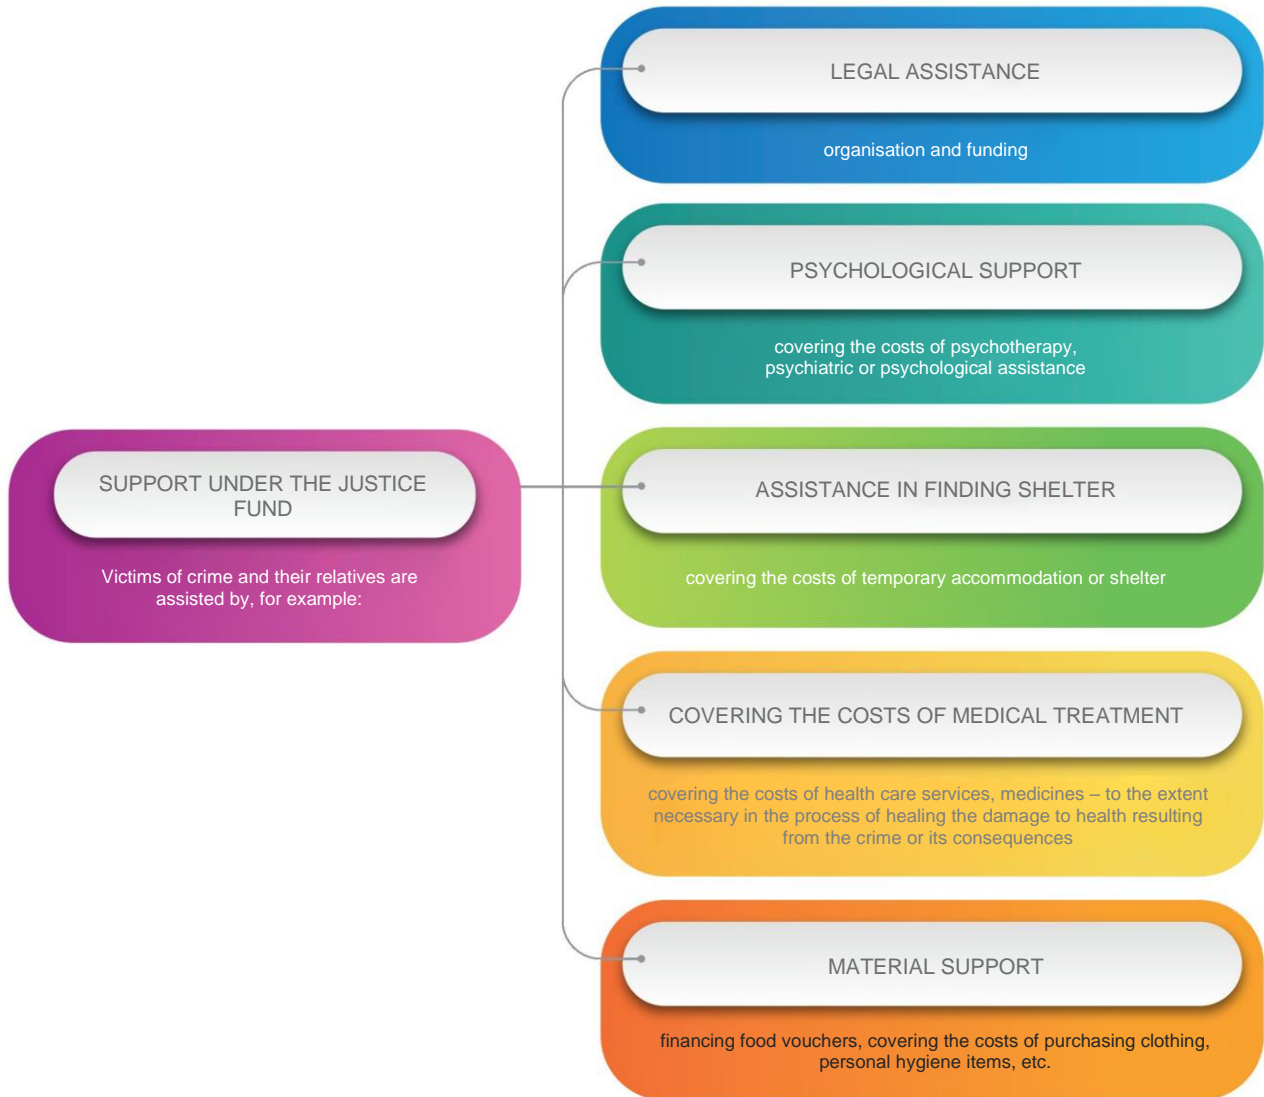 SUPPORT UNDER THE JUSTICE
FUND
Victims of crime and their relatives are
assisted by, for example:
LEGAL ASSISTANCE
organisation and funding
PSYCHOLOGICAL SUPPORT
covering the costs of psychotherapy,
psychiatric or psychological assistance
ASSISTANCE IN FINDING SHELTER
covering the costs of temporary accommodation or shelter
COVERING THE COSTS OF MEDICAL TREATMENT
covering the costs of health care services, medicines – to the extent
necessary in the process of healing the damage to health resulting
from the crime or its consequences
MATERIAL SUPPORT
financing food vouchers, covering the costs of purchasing clothing,
personal hygiene items, etc.